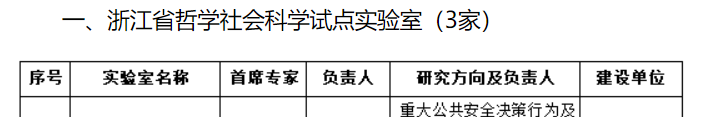 一、浙江省哲学社会科学试点实验室（3家）
序号 实验室名称 首席专家 负责人 研究方向及负责人 建设单位
重大公共安全决策行为及